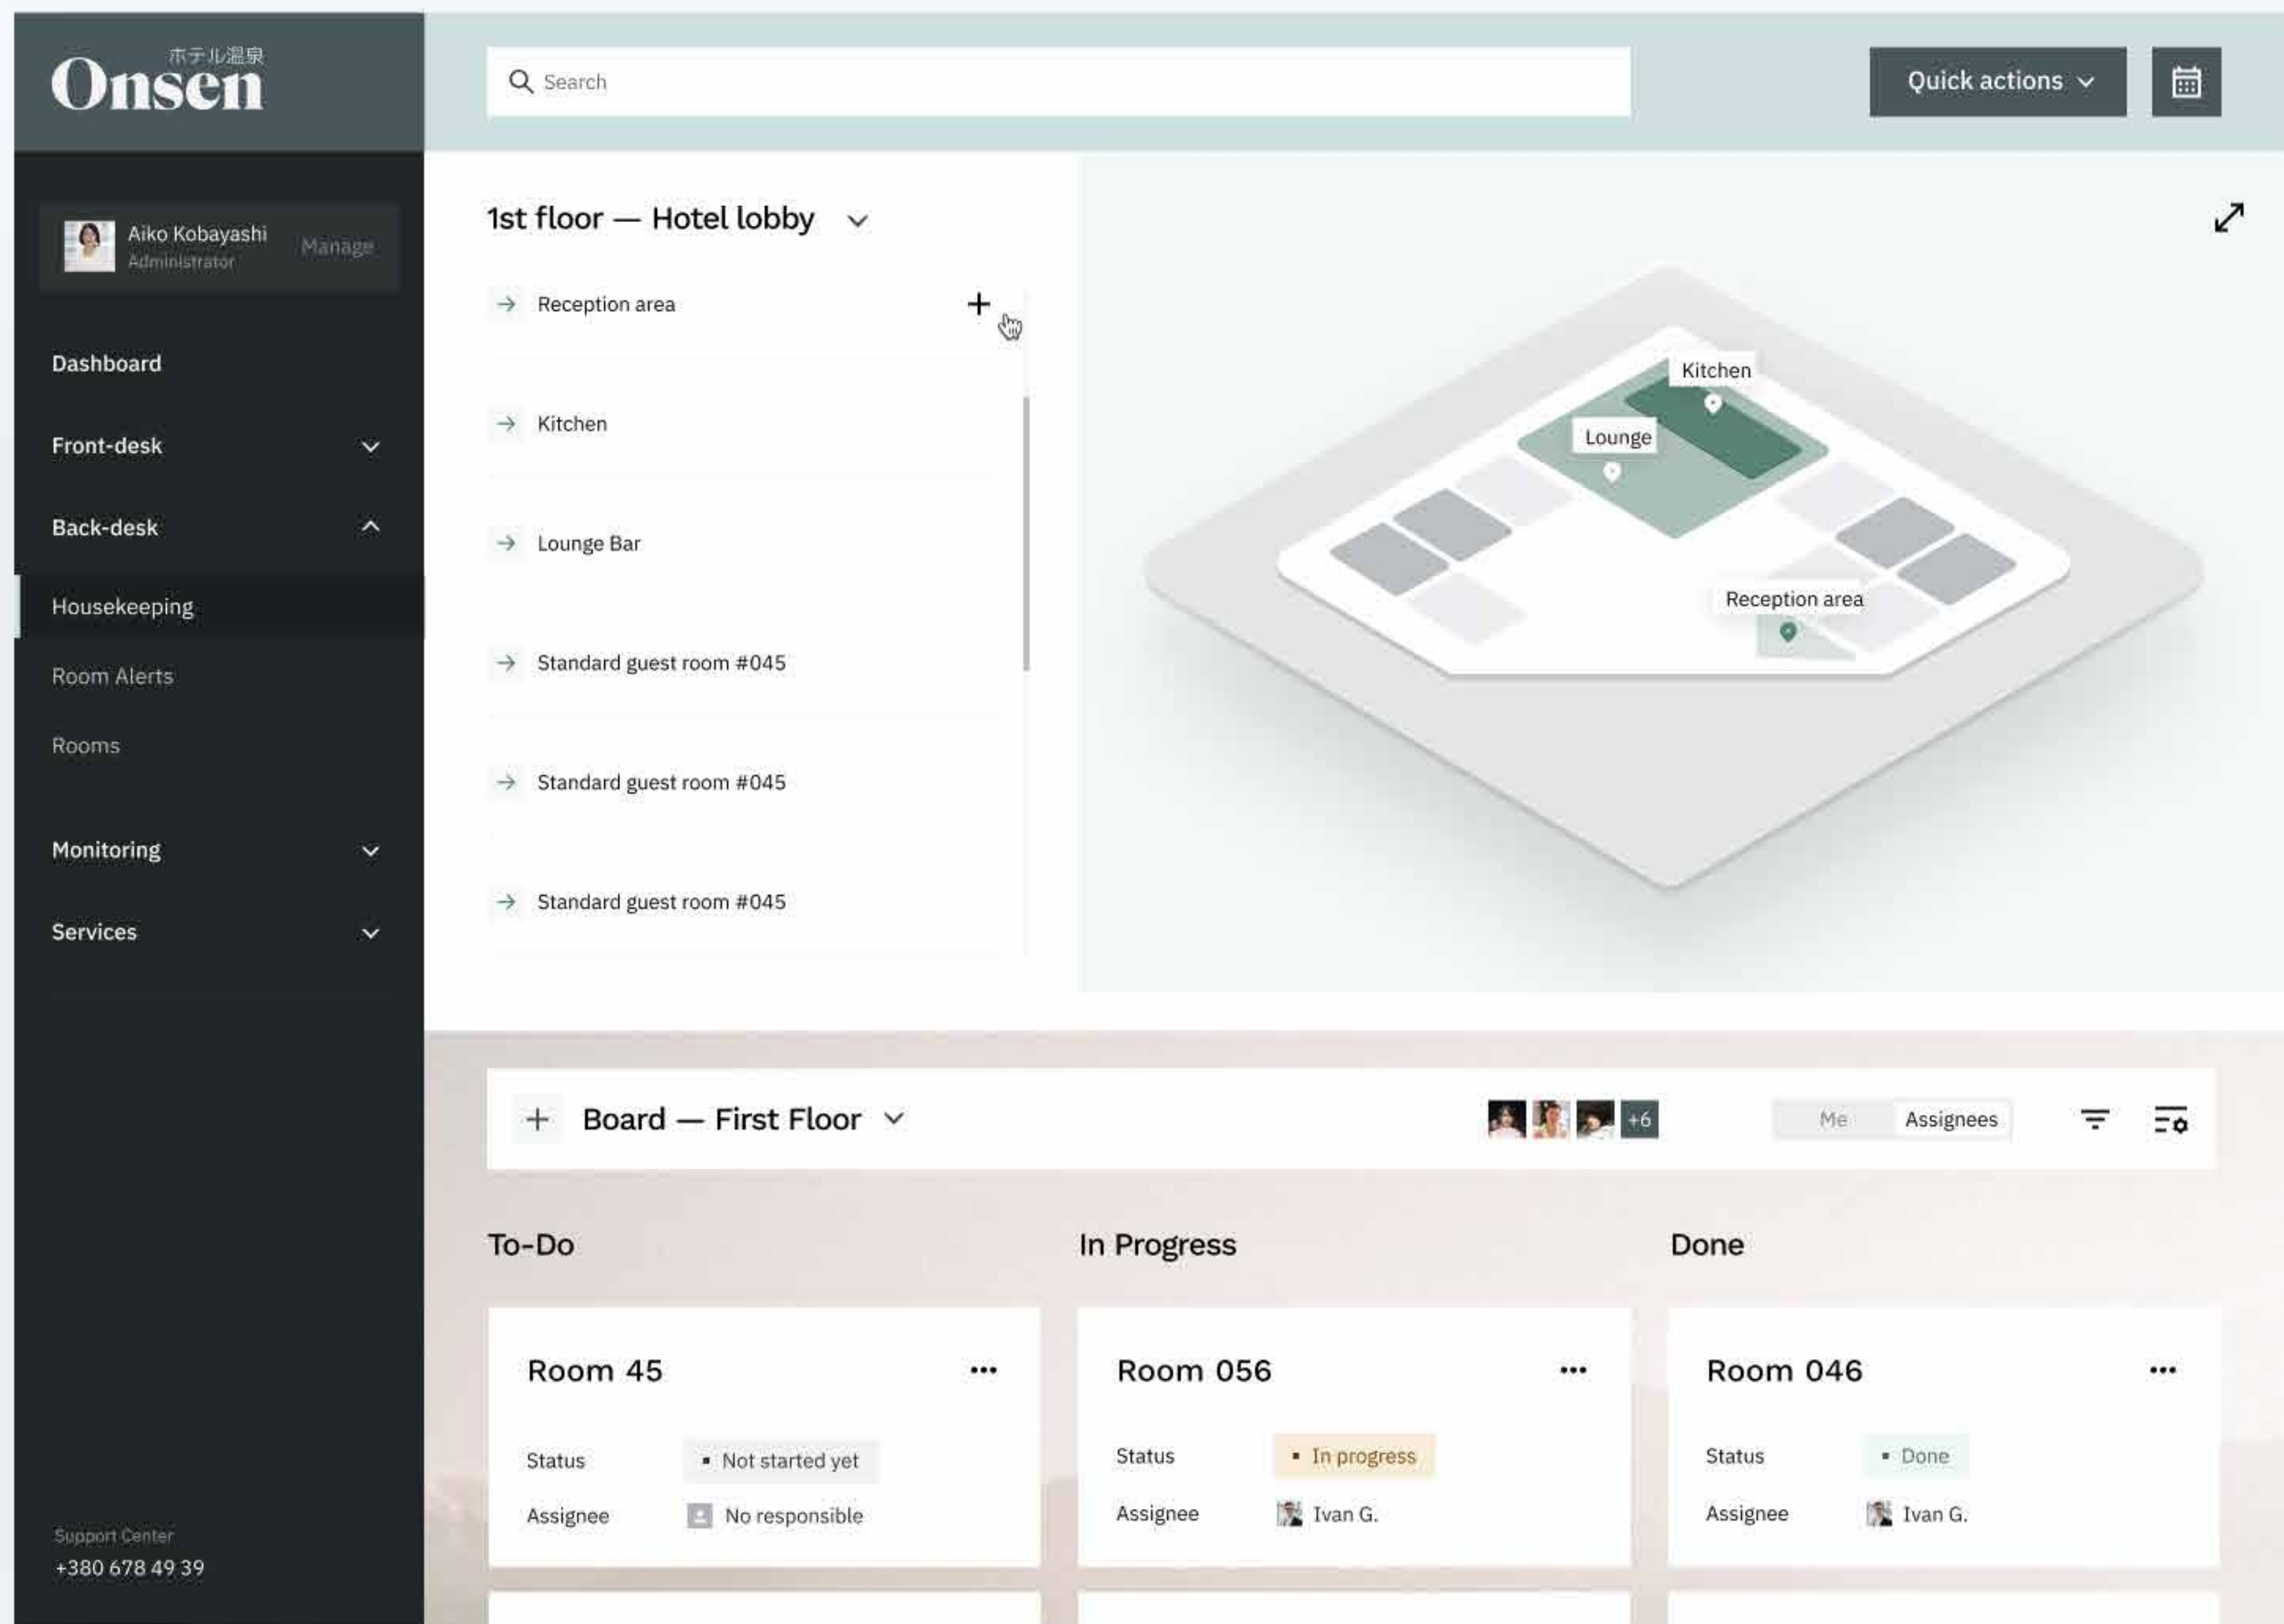 ホテル温泉
Onsen
Search
Quick actions
Aiko Kobayashi
Administrator
Manage
Dashboard
Front-desk
Back-desk
Housekeeping
Room Alerts
Rooms
Monitoring
Services
Support Center
+380 678 49 39
1st floor — Hotel lobby
Reception area
Kitchen
Lounge Bar
Standard guest room #045
Standard guest room #045
Standard guest room #045
Kitchen
Lounge
Reception area
Board — First Floor
+6
Me
Assignees
To-Do
Room 45
Status
Not started yet
Assignee
No responsible
In Progress
Room 056
Status
In progress
Assignee
Ivan G.
Done
Room 046
Status
Done
Assignee
Ivan G.